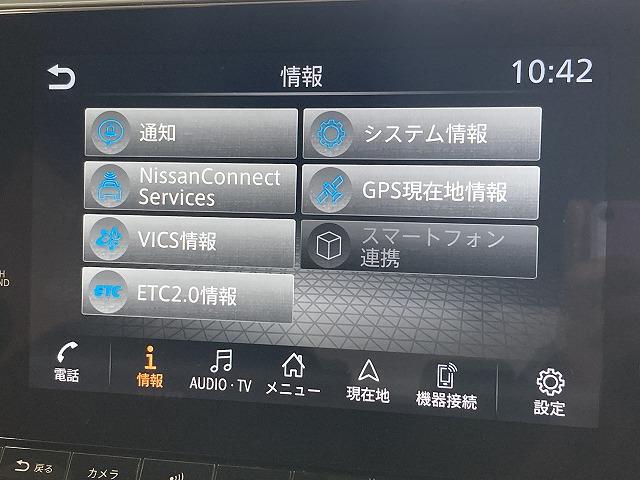 情報
10:42
通知
システム情報
NissanConnect
Services
GPS現在地情報
VICS情報
スマートフォン
連携
ETC
ETC2.0情報
電話
情報
AUDIO・TV
メニュー
現在地
機器接続
設定
戻る
カメラ